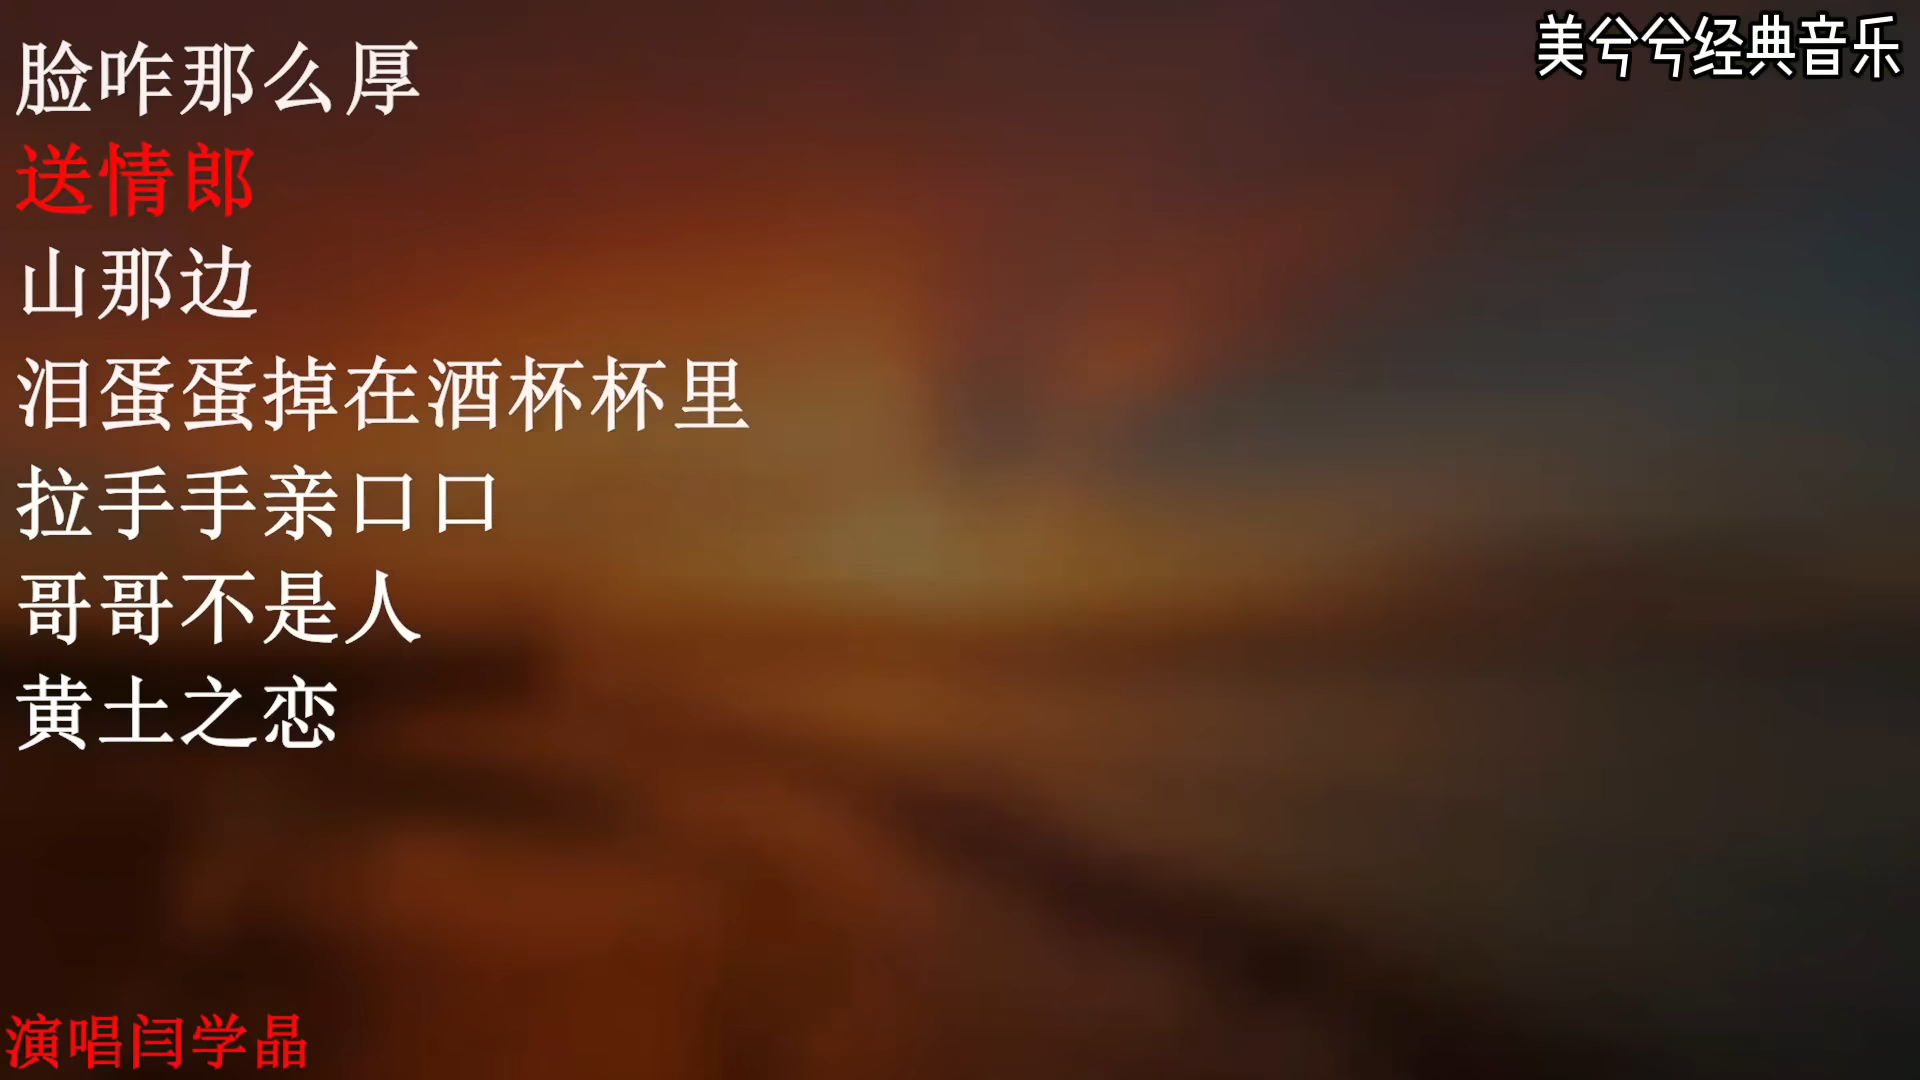 美兮兮经典音乐
脸咋那么厚
送情郎
山那边
泪蛋蛋掉在酒杯杯里
拉手手亲口口
哥哥不是人
黄土之恋
演唱闫学晶